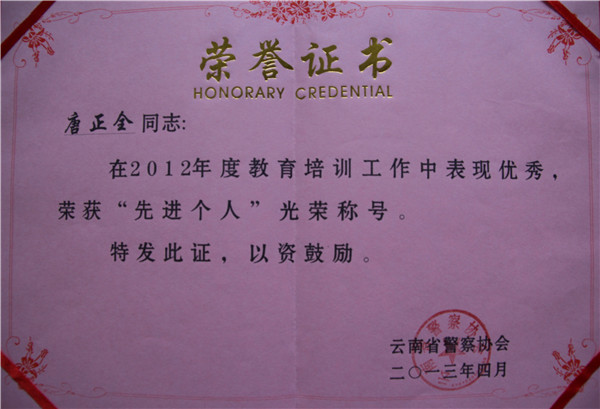 荣誉证书
HONORARY CREDENTIAL
唐正全同志:
在2012年度教育培训工作中表现优秀,
荣获“先进个人”光荣称号。
特发此证,以资鼓励。
云南省警察协会
二〇一三年四月